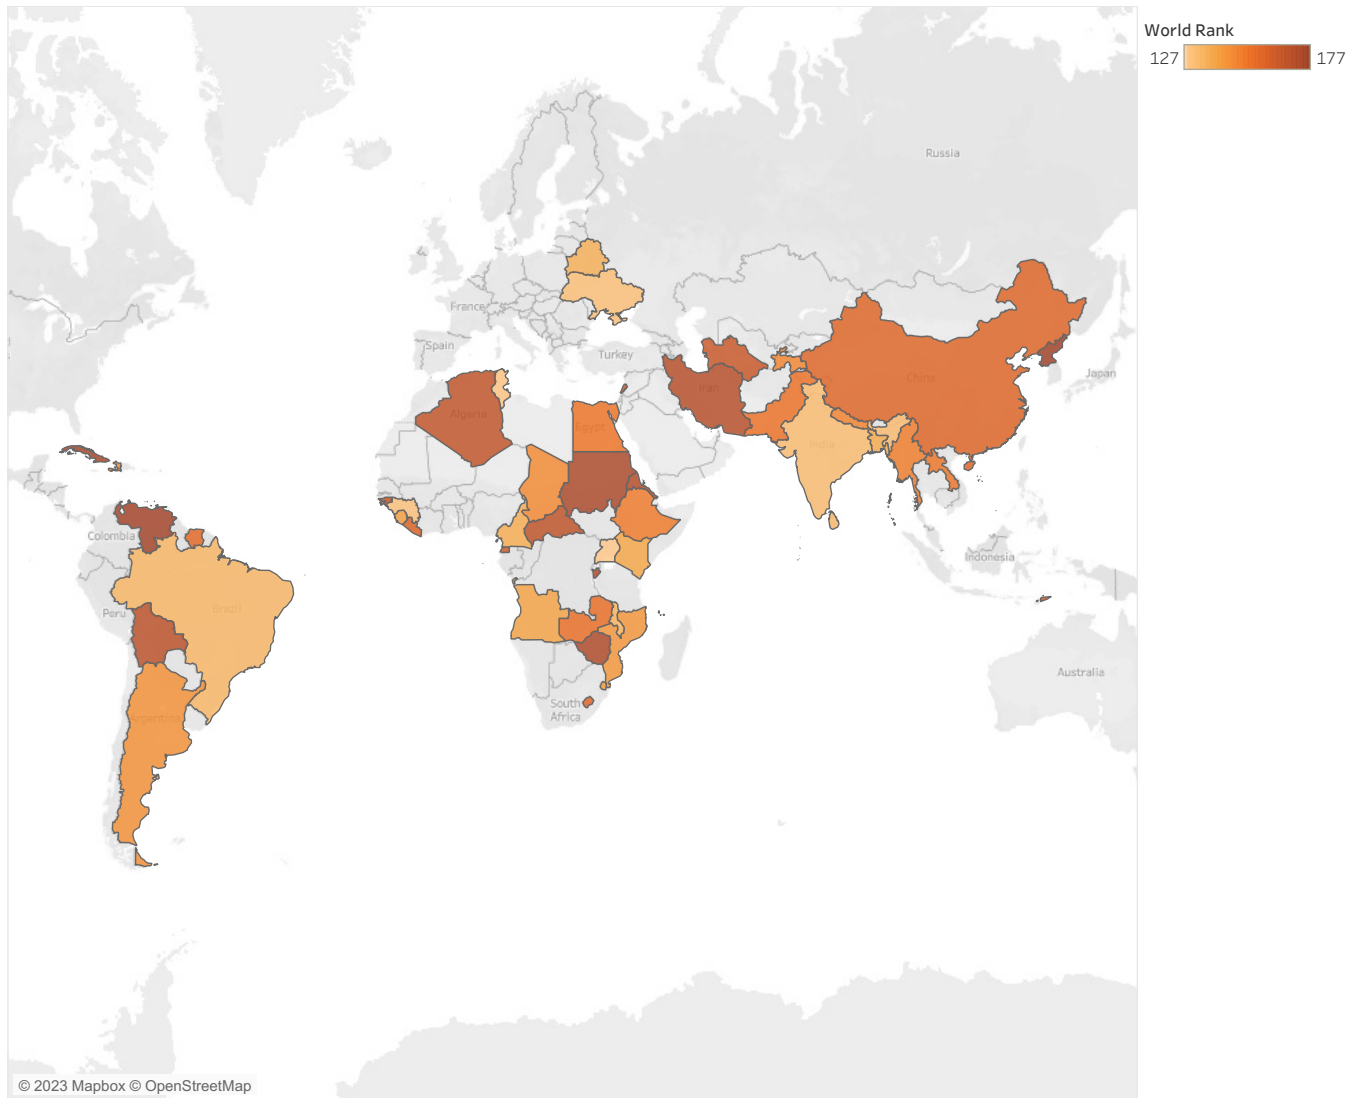 World Rank
127
177
Russia
France
Spain
Turkey
Japan
China
Iran
Algeria
Egypt
India
Colombia
Indonesia
Peru
Brazil
Australia
South
Africa
Argentina
© 2023 Mapbox © OpenStreetMap